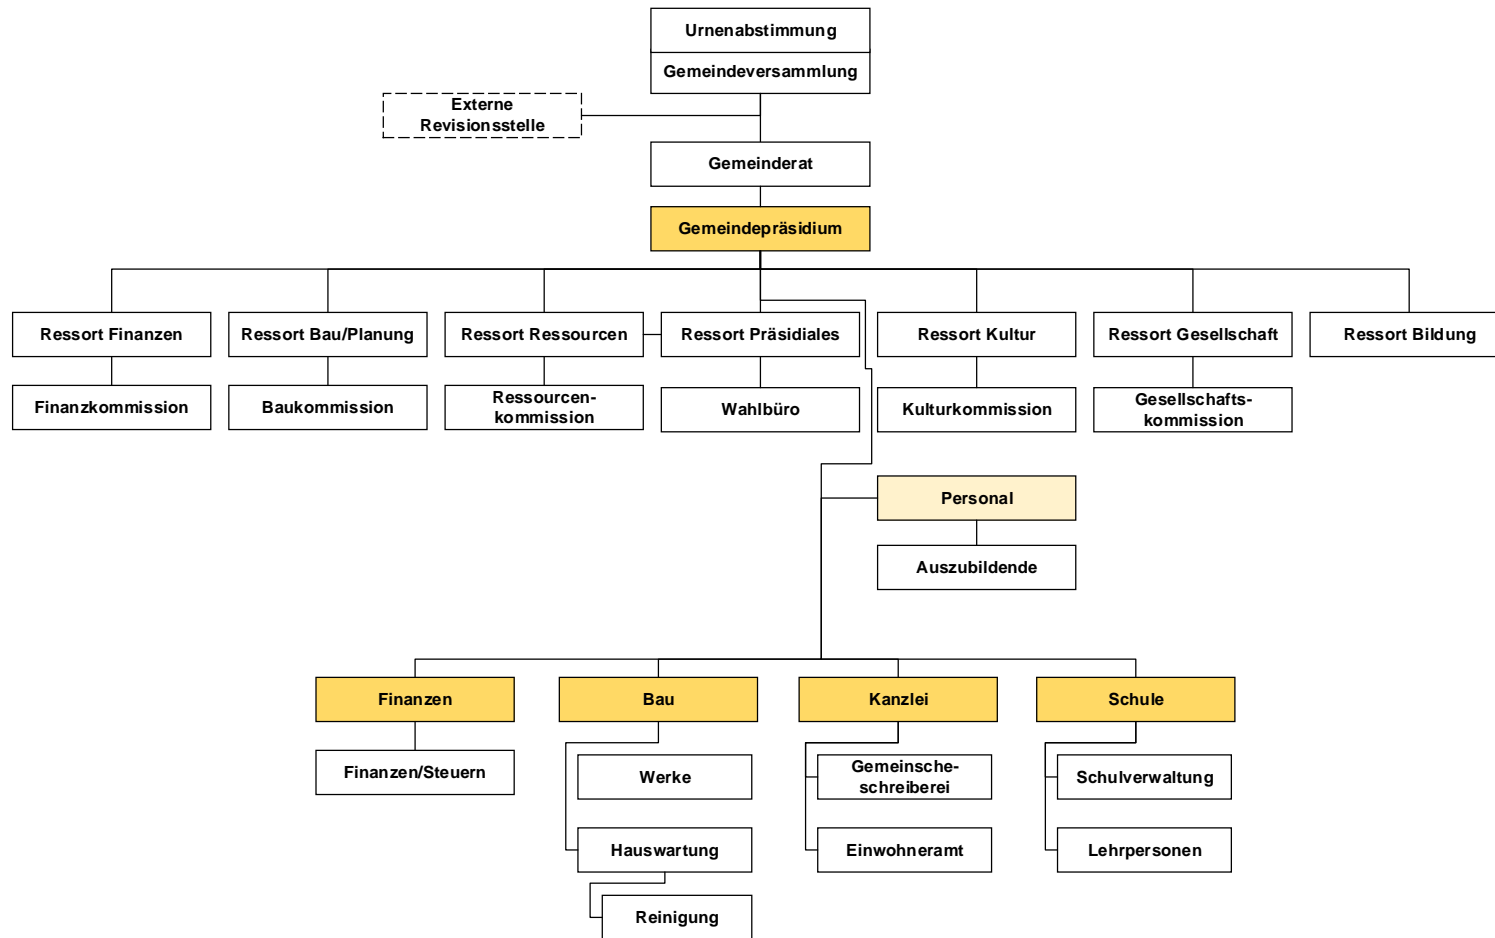 Urnenabstimmung
Gemeindeversammlung
Externe
Revisionsstelle
Gemeinderat
Gemeindepräsidium
Ressort Finanzen
Ressort Bau/Planung
Ressort Ressourcen
Ressort Präsidiales
Ressort Kultur
Ressort Gesellschaft
Ressort Bildung
Finanzkommission
Baukommission
Ressourcen-
kommission
Wahlbüro
Kulturkommission
Gesellschafts-
kommission
Personal
Auszubildende
Finanzen
Bau
Kanzlei
Schule
Finanzen/Steuern
Werke
Gemeinsche-
schreiberei
Schulverwaltung
Hauswartung
Einwohneramt
Lehrpersonen
Reinigung